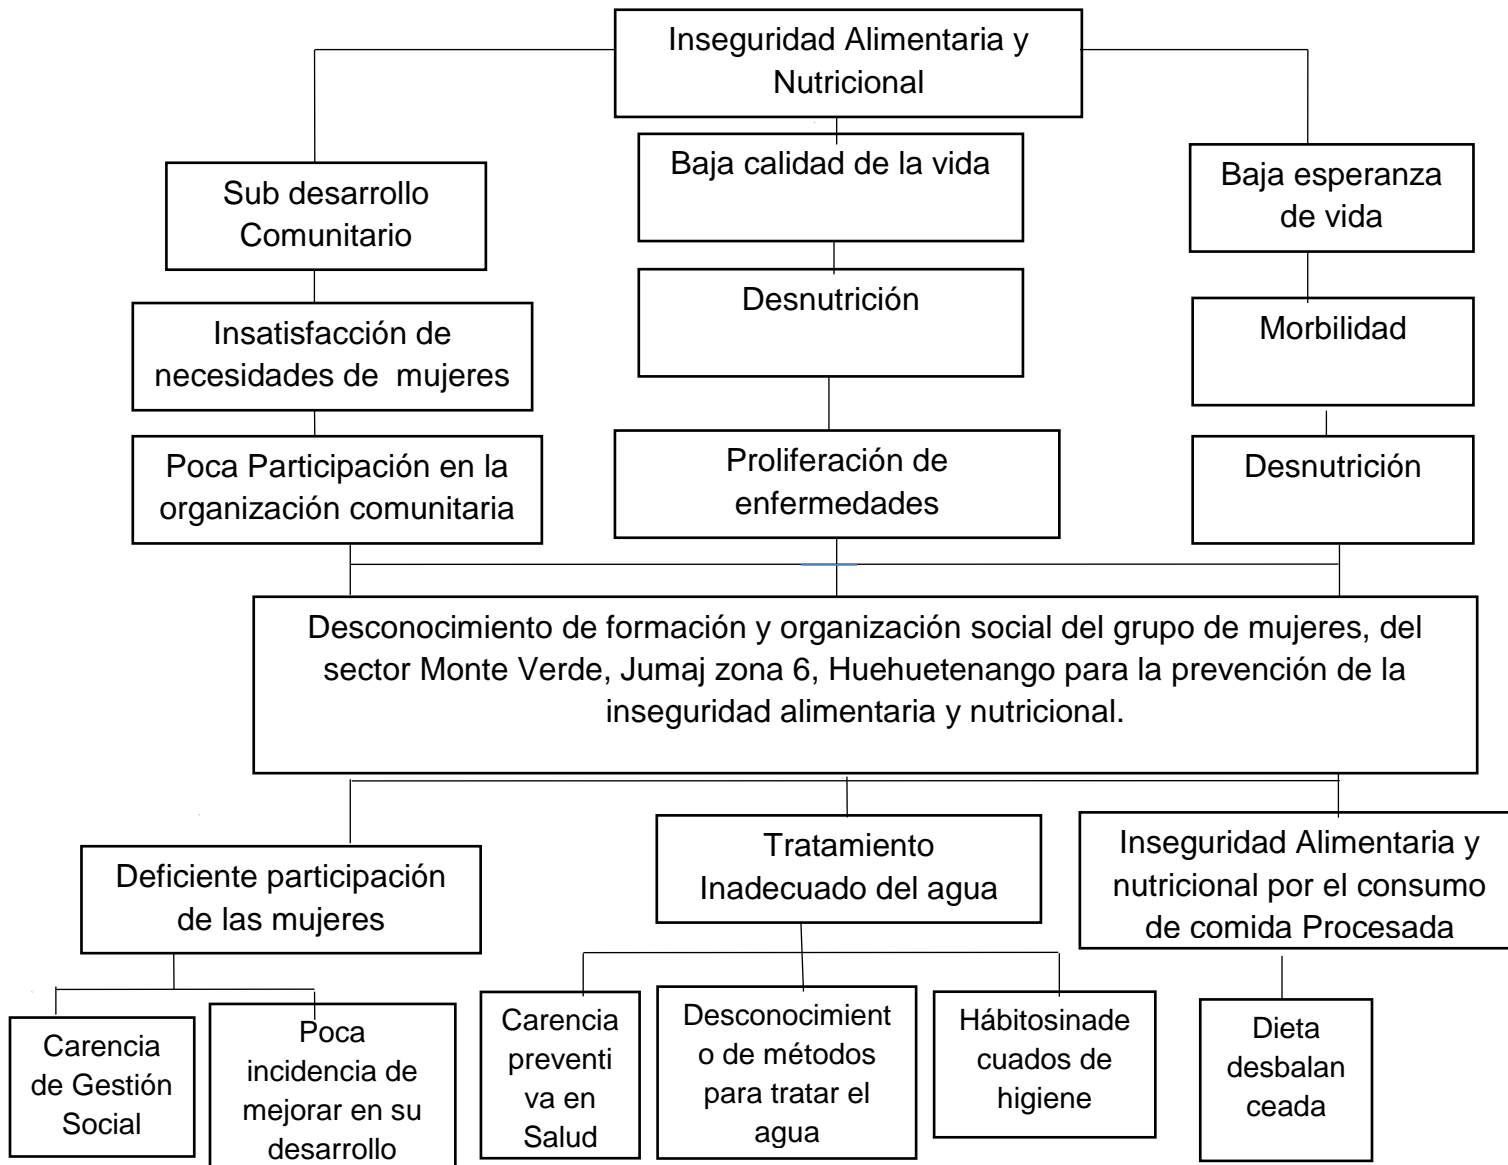 Inseguridad Alimentaria y
Nutricional
Sub desarrollo
Comunitario
Baja calidad de la vida
Baja esperanza
de vida
Insatisfacción de
necesidades de  mujeres
Desnutrición
Morbilidad
Poca Participación en la
organización comunitaria
Proliferación de
enfermedades
Desnutrición
Desconocimiento de formación y organización social del grupo de mujeres, del
sector Monte Verde, Jumaj zona 6, Huehuetenango para la prevención de la
inseguridad alimentaria y nutricional.
Deficiente participación
de las mujeres
Tratamiento
Inadecuado del agua
Inseguridad Alimentaria y
nutricional por el consumo
de comida Procesada
Carencia
de Gestión
Social
Poca
incidencia de
mejorar en su
desarrollo
Carencia
preventi
va en
Salud
Desconocimient
o de métodos
para tratar el
agua
Hábitosinade
cuados de
higiene
Dieta
desbalan
ceada